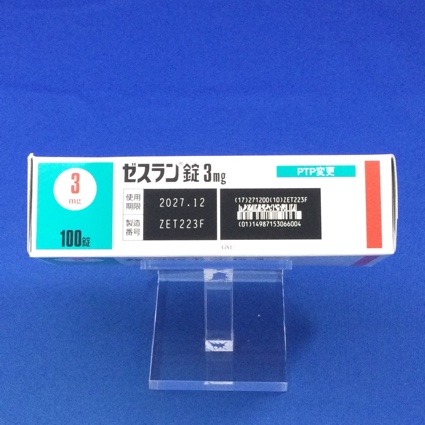 3
mg
100錠
ゼスラン®錠3mg
PTP変更
使用
期限
2027.12
製造
番号
ZET223F
(17)271200(10)ZET223F
(01)14987153066004